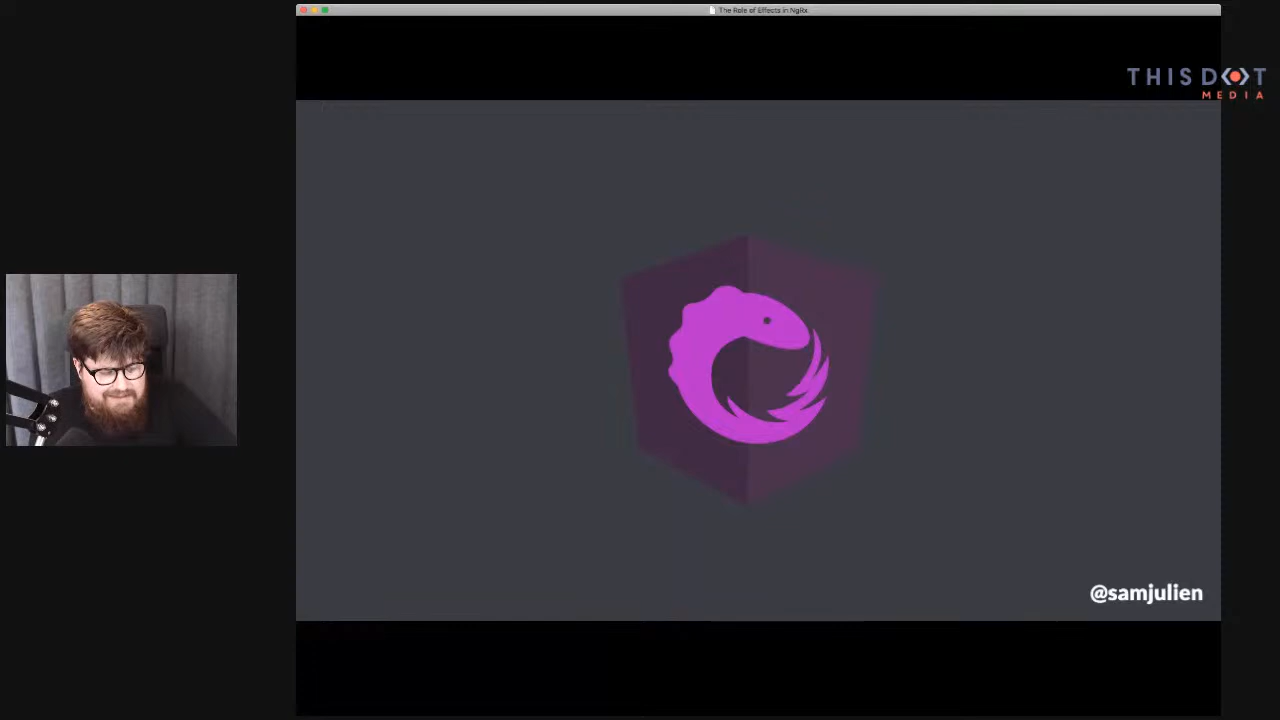 The Role of Effects in NgRx
THIS DOT
MEDIA
@samjulien